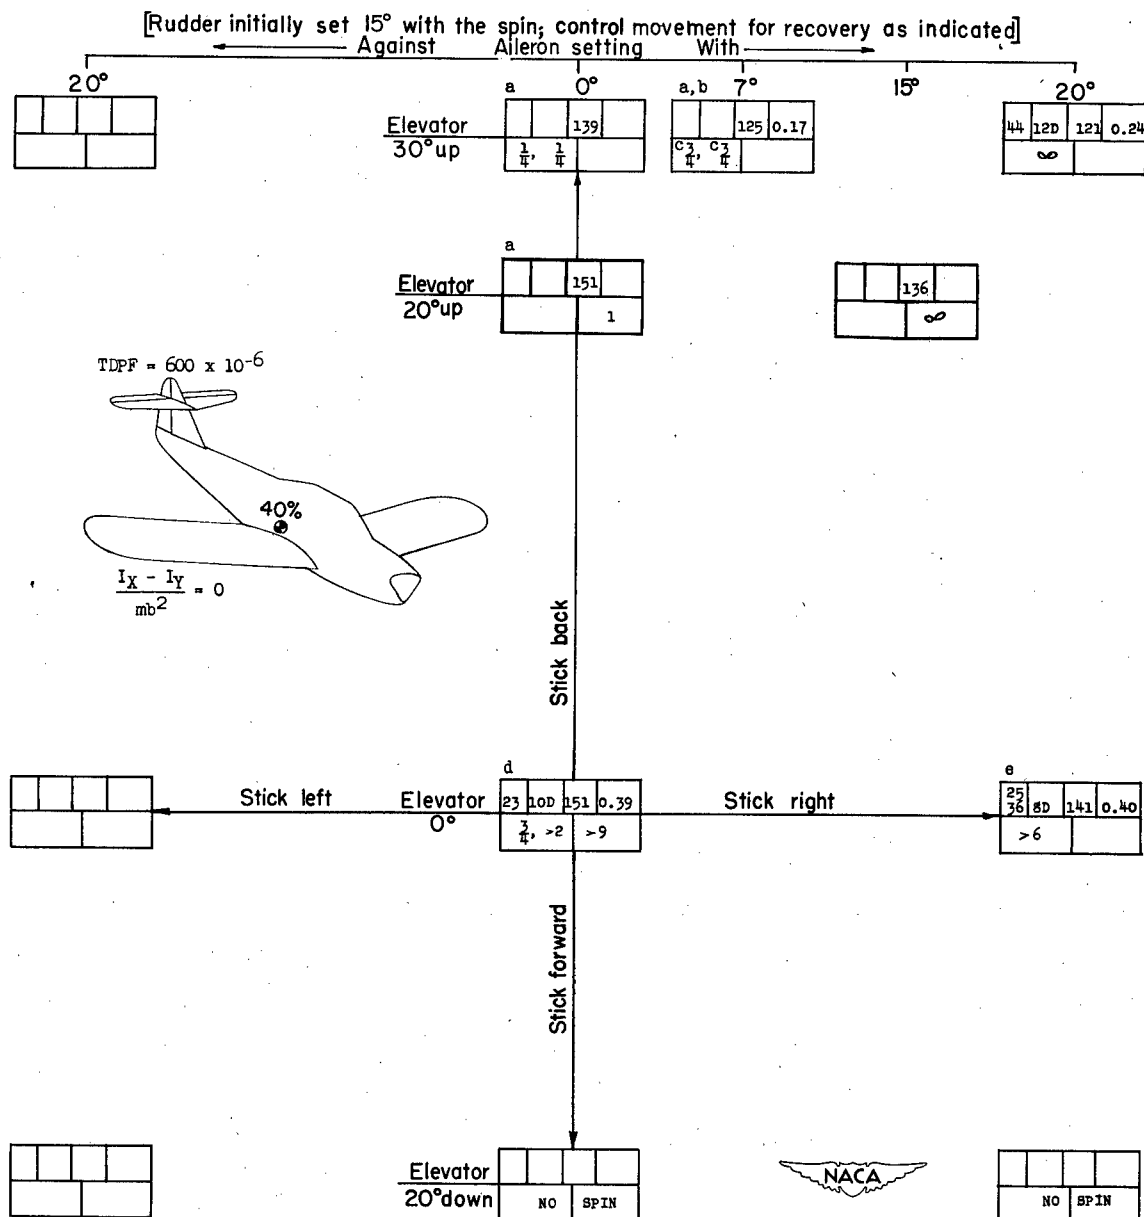 [Rudder initially set 15° with the spin; control movement for recovery as indicated]
Against Aileron setting With
20° 0° 7° 15° 20°
a a,b
Elevator 30° up
139
1/4, 1/4
125 0.17
c3/4, c3/4
44 12D 121 0.24
∞
a
Elevator 20° up
151
1
136
∞
TDPF = 600 x 10-6
40%
IX - IY / mb2 = 0
Stick back
d e
Stick left
Elevator 0°
23 10D 151 0.39
3/4, >2 >9
Stick right
25 36 8D 141 0.40
>6
Stick forward
Elevator 20° down
NO SPIN
NACA
NO SPIN